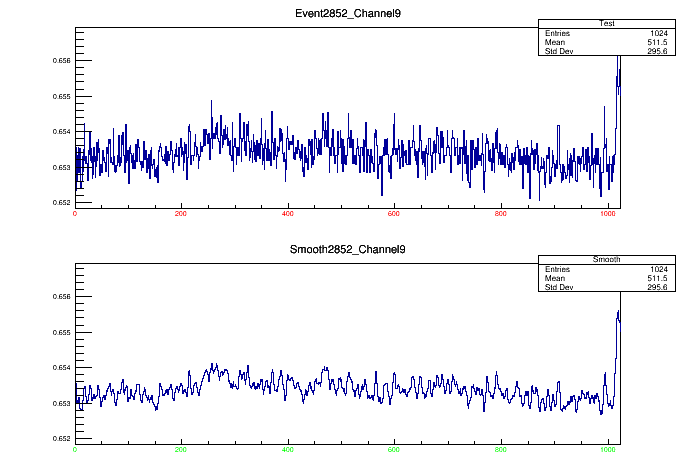 Event2852_Channel9
Test
Entries 1024
Mean 511.5
Std Dev 295.6
0.656
0.655
0.654
0.653
0.652
0 200 400 600 800 1000
Smooth2852_Channel9
Smooth
Entries 1024
Mean 511.5
Std Dev 295.6
0.656
0.655
0.654
0.653
0.652
0 200 400 600 800 1000